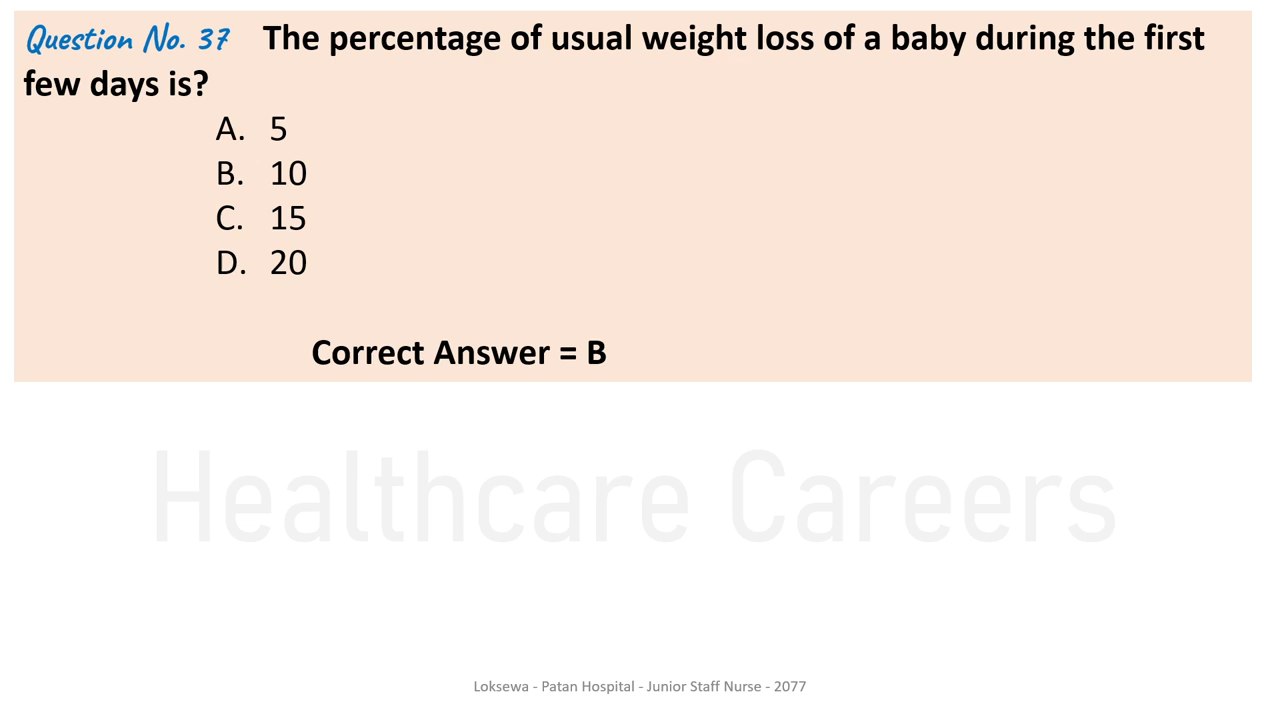 Question No. 37 The percentage of usual weight loss of a baby during the first
few days is?
A. 5
B. 10
C. 15
D. 20
Correct Answer = B
Healthcare Careers
Loksewa - Patan Hospital - Junior Staff Nurse - 2077